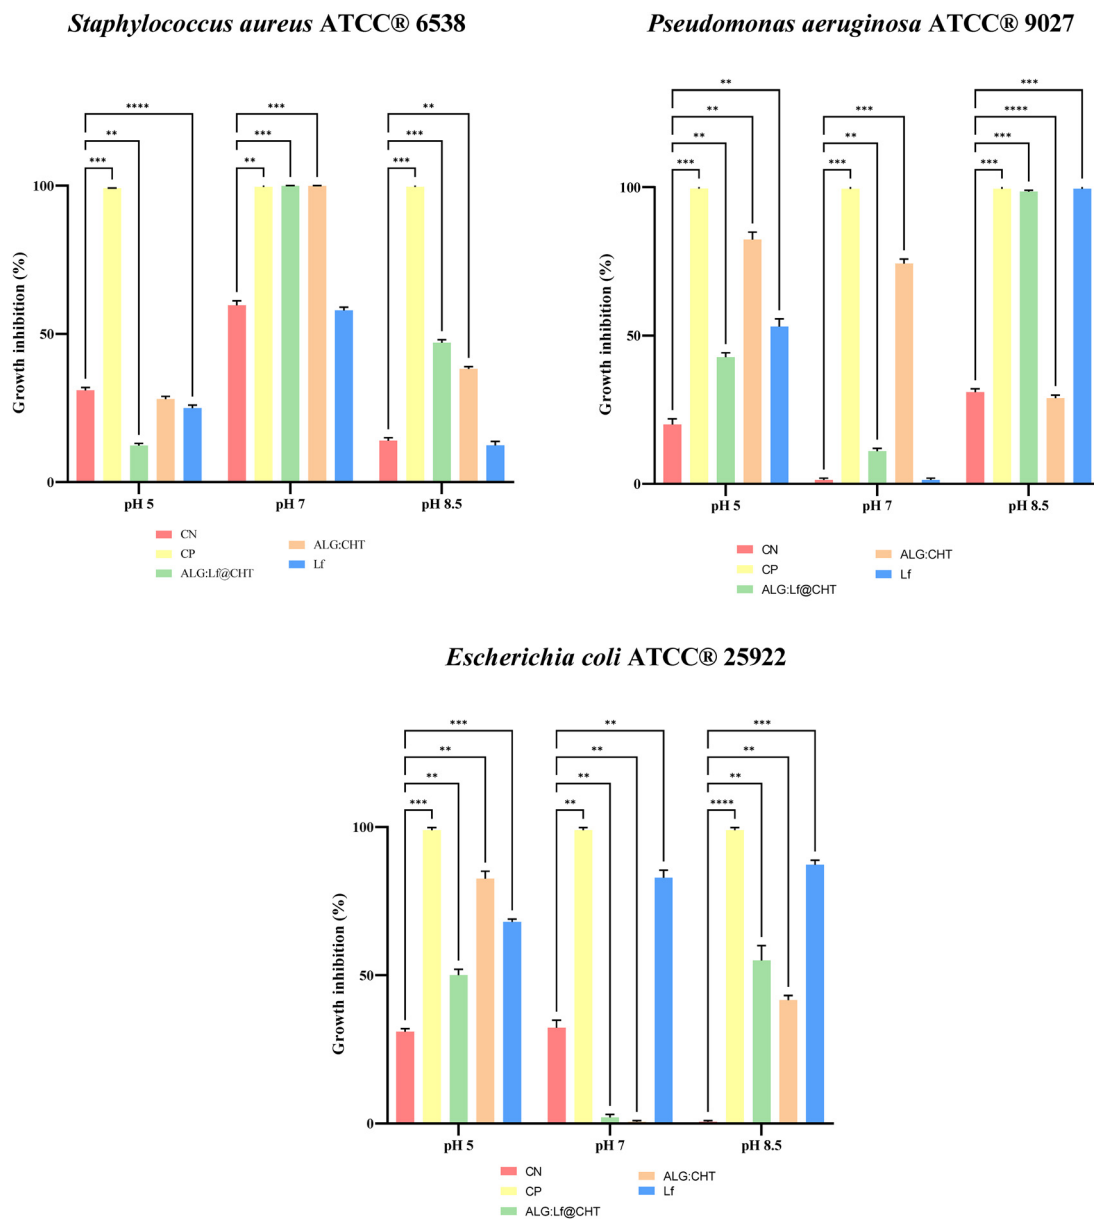 Staphylococcus aureus ATCC® 6538
Growth inhibition (%)
100
50
0
****
**
***
***
***
**
**
***
***
pH 5
pH 7
pH 8.5
CN
CP
ALG:Lf@CHT
ALG:CHT
Lf
Pseudomonas aeruginosa ATCC® 9027
Growth inhibition (%)
100
50
0
**
**
**
***
***
**
***
***
****
***
***
pH 5
pH 7
pH 8.5
CN
CP
ALG:Lf@CHT
ALG:CHT
Lf
Escherichia coli ATCC® 25922
Growth inhibition (%)
100
50
0
***
**
**
***
**
**
**
**
***
**
**
****
pH 5
pH 7
pH 8.5
CN
CP
ALG:Lf@CHT
ALG:CHT
Lf